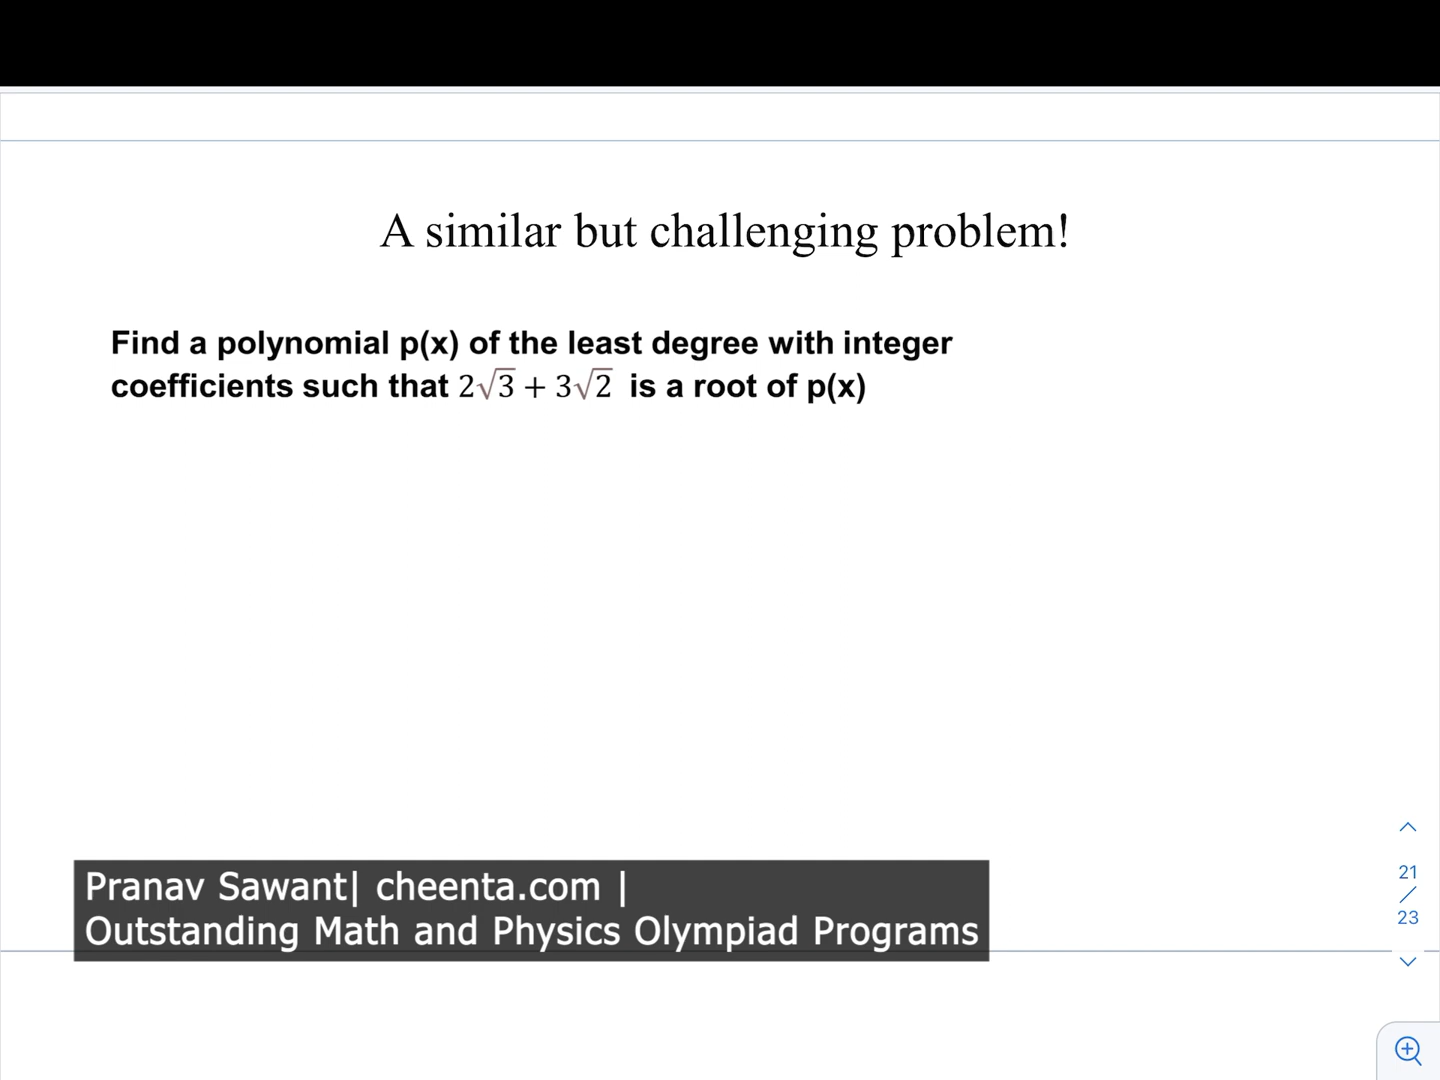 A similar but challenging problem!
Find a polynomial p(x) of the least degree with integer
coefficients such that 2√3 + 3√2 is a root of p(x)
Pranav Sawant| cheenta.com |
Outstanding Math and Physics Olympiad Programs
21
/
23